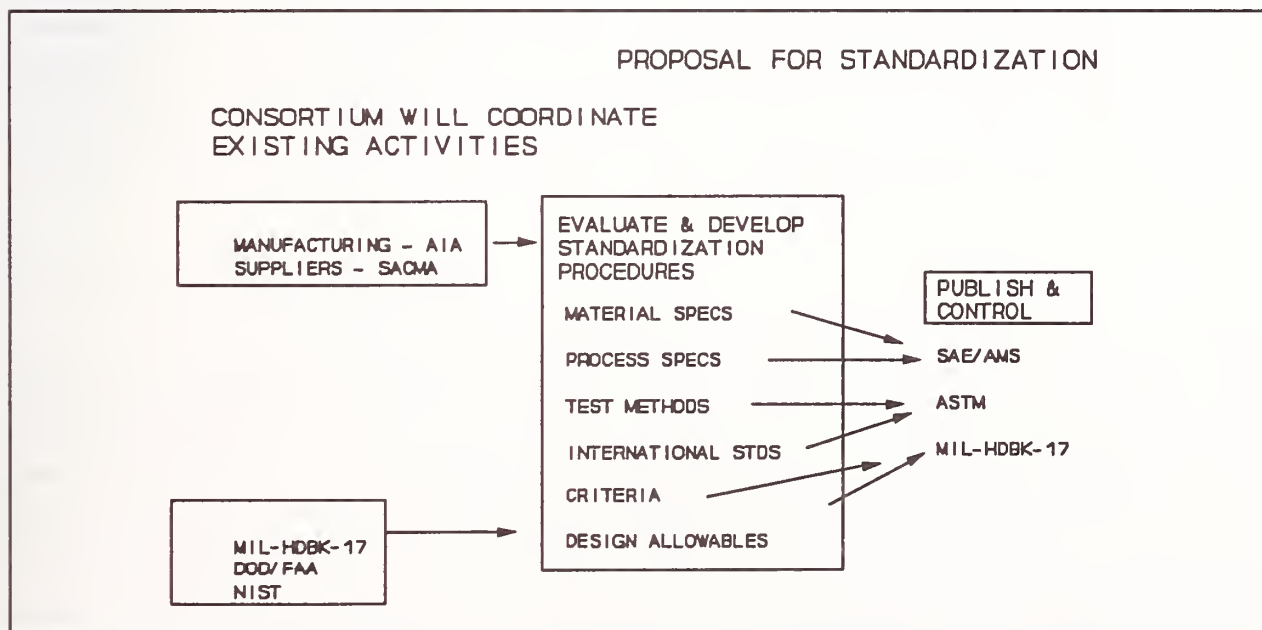 PROPOSAL FOR STANDARDIZATION
CONSORTIUM WILL COORDINATE
EXISTING ACTIVITIES
MANUFACTURING - AIA
SUPPLIERS - SACMA
MIL-HDBK-17
DOD/FAA
NIST
EVALUATE & DEVELOP
STANDARDIZATION
PROCEDURES
MATERIAL SPECS
PROCESS SPECS
TEST METHODS
INTERNATIONAL STDS
CRITERIA
DESIGN ALLOWABLES
PUBLISH &
CONTROL
SAE/AMS
ASTM
MIL-HDBK-17